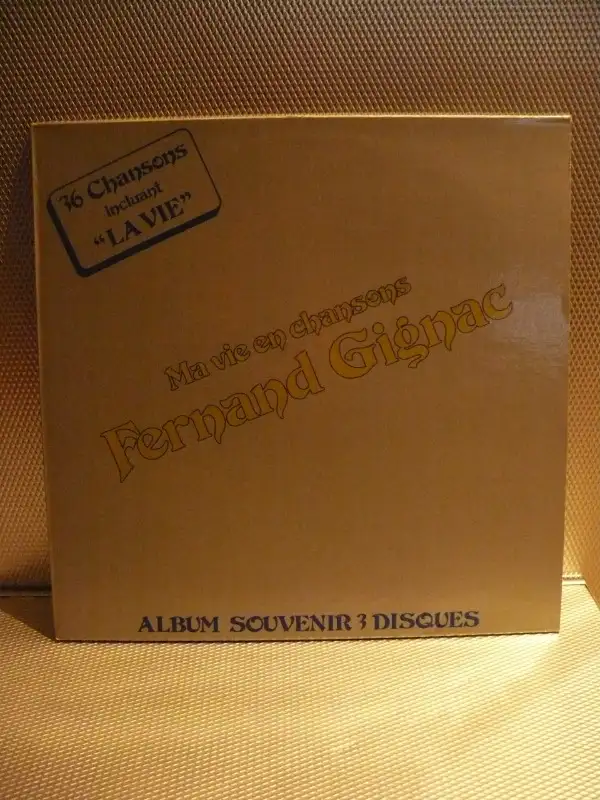 36 Chansons
incluant
“LA VIE”
Ma vie en chansons
Fernand Gignac
ALBUM SOUVENIR 3 DISQUES